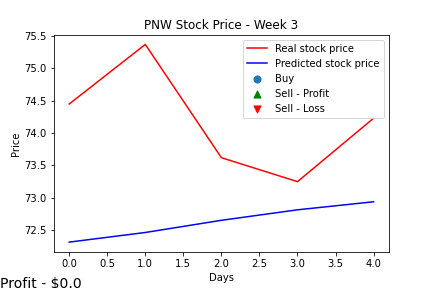 PNW Stock Price - Week 3
Real stock price
Predicted stock price
Buy
Sell - Profit
Sell - Loss
Price
75.5
75.0
74.5
74.0
73.5
73.0
72.5
0.0 0.5 1.0 1.5 2.0 2.5 3.0 3.5 4.0
Days
Profit - $0.0